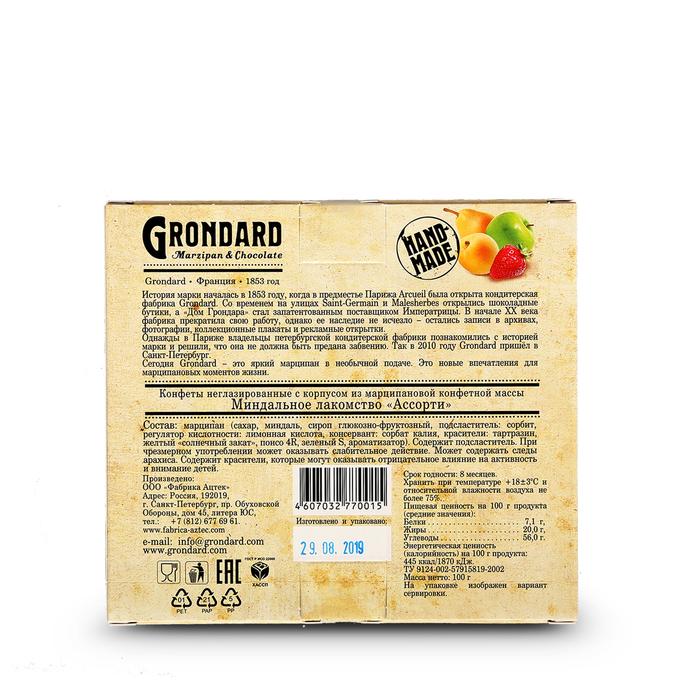 GRONDARD
Marzipan & Chocolate
HAND-
MADE
Grondard • Франция • 1853 год
История марки началась в 1853 году, когда в предместье Парижа Arcueil была открыта кондитерская
фабрика Grondard. Со временем на улицах Saint-Germain и Malesherbes открылись шоколадные
бутики, а «Дом Грондара» стал запатентованным поставщиком Императрицы. В начале XX века
фабрика прекратила свою работу, однако ее наследие не исчезло – остались записи в архивах,
фотографии, коллекционные плакаты и рекламные открытки.
Однажды в Париже владельцы петербургской кондитерской фабрики познакомились с историей
марки и решили, что она не должна быть предана забвению. Так в 2010 году Grondard пришёл в
Санкт-Петербург.
Сегодня Grondard – это яркий марципан в необычной подаче. Это новые впечатления для
марципановых моментов жизни.
Конфеты неглазированные с корпусом из марципановой конфетной массы
Миндальное лакомство «Ассорти»
Состав: марципан (сахар, миндаль, сироп глюкозно-фруктозный, подсластитель: сорбит,
регулятор кислотности: лимонная кислота, консервант: сорбат калия, красители: тартразин,
желтый «солнечный закат», понсо 4R, зеленый S, ароматизатор). Содержит подсластитель. При
чрезмерном употреблении может оказывать слабительное действие. Может содержать следы
арахиса. Содержит красители, которые могут оказывать отрицательное влияние на активность
и внимание детей.
Произведено:
ООО «Фабрика Ацтек»
Адрес: Россия, 192019,
г. Санкт-Петербург, пр. Обуховской
Обороны, дом 45, литера ЮС,
тел.: +7 (812) 677 69 61
www.fabrica-aztec.com
e-mail: info@grondard.com
www.grondard.com
4607032770015
Изготовлено и упаковано:
29. 08. 2019
Срок годности: 8 месяцев.
Хранить при температуре +18±3°С и
относительной влажности воздуха не
более 75%.
Пищевая ценность на 100 г продукта
(средние значения):
Белки 7,1 г,
Жиры 20,0 г,
Углеводы 56,0 г.
Энергетическая ценность
(калорийность) на 100 г продукта:
445 ккал/1870 кДж.
ТУ 9124-002-57915819-2002
Масса нетто: 100 г
На упаковке изображен вариант
сервировки.
EAC
ГОСТ Р ИСО 22000
ХАССП
01
PET
21
PAP
5
PP